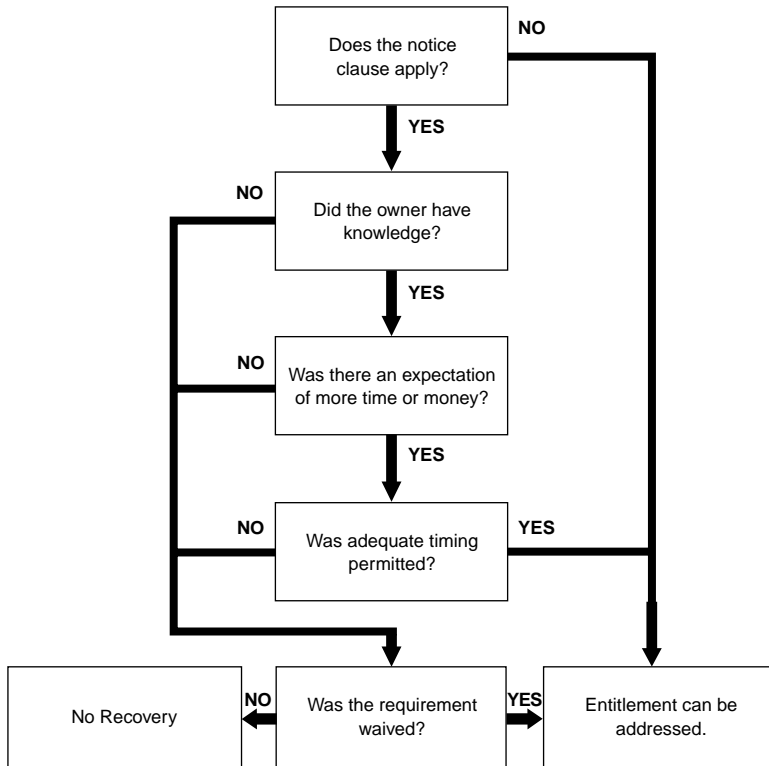 NO
Does the notice
clause apply?
YES
NO
Did the owner have
knowledge?
YES
NO
Was there an expectation
of more time or money?
YES
NO
YES
Was adequate timing
permitted?
NO
YES
No Recovery
Was the requirement
waived?
Entitlement can be
addressed.